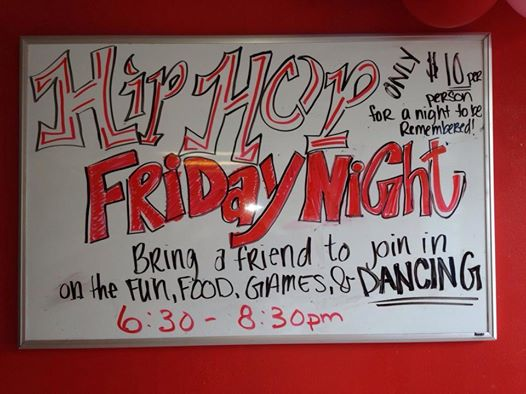 Hip Hop
ONLY $10 per
person
for a night to be
Remembered!
FRiDay NiGht
Bring a friend to join in
on the FUN, FOOD, GAMES, & DANCING
6:30 - 8:30pm